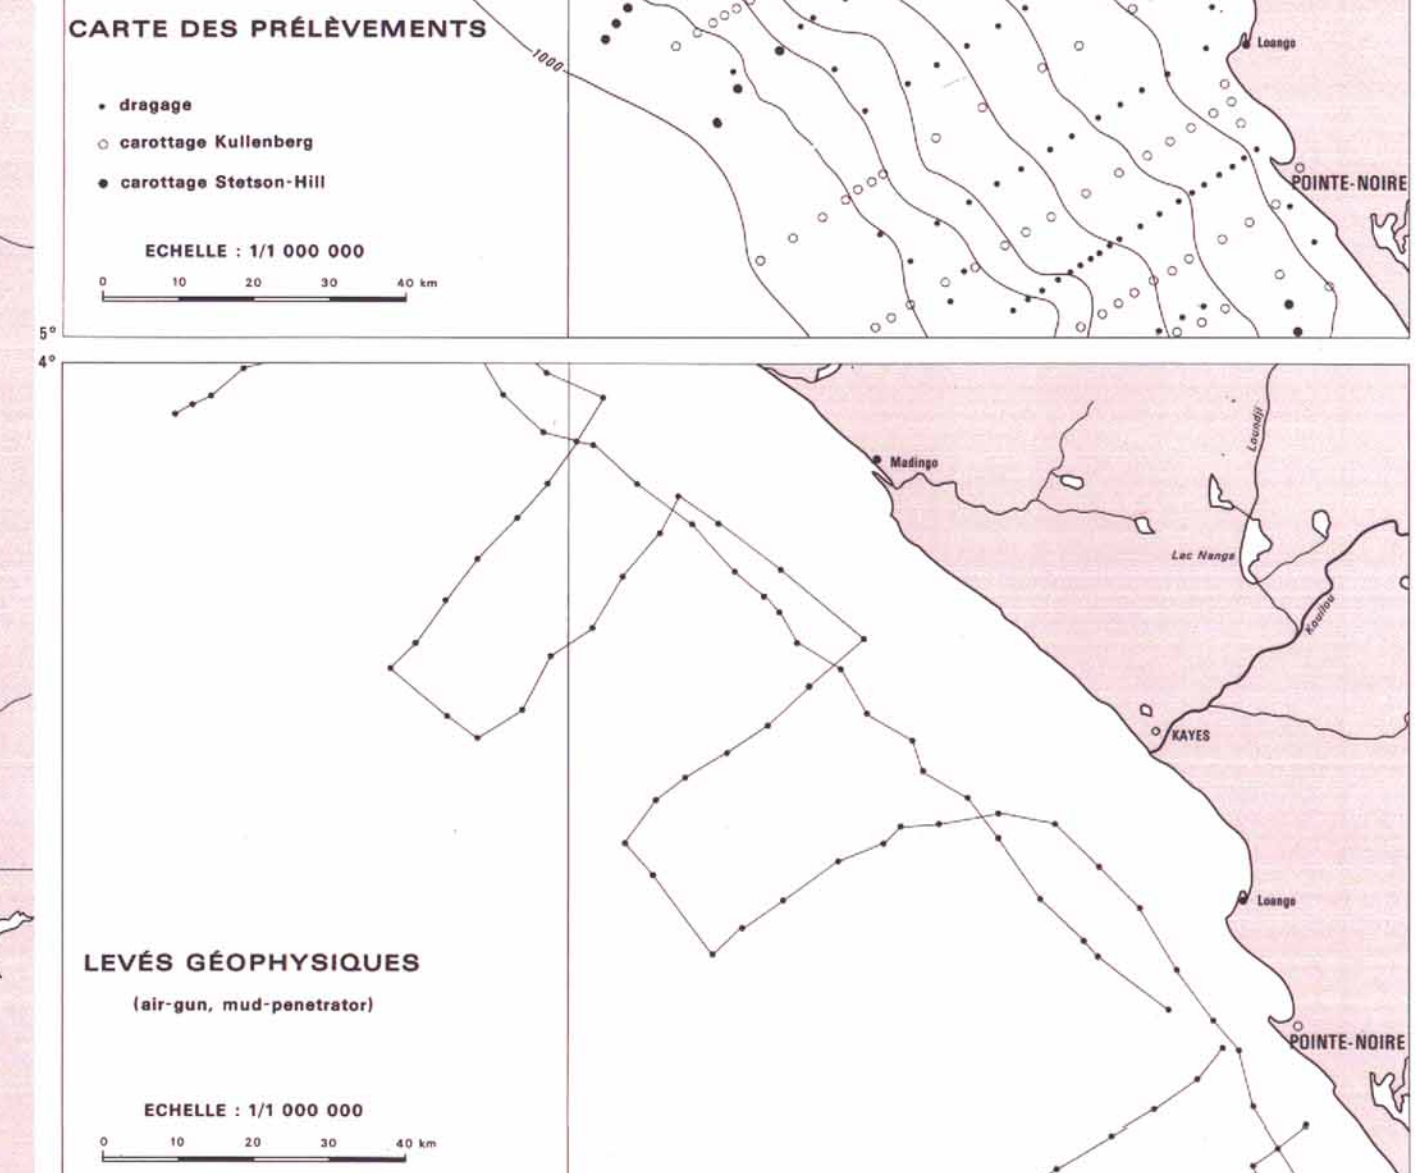 CARTE DES PRÉLÈVEMENTS
1000
Loango
dragage
carottage Kullenberg
carottage Stetson-Hill
POINTE-NOIRE
ECHELLE : 1/1 000 000
0 10 20 30 40 km
5°
4°
Loundji
Madingo
Lac Nanga
Kouilou
KAYES
Loango
LEVÉS GÉOPHYSIQUES
(air-gun, mud-penetrator)
POINTE-NOIRE
ECHELLE : 1/1 000 000
0 10 20 30 40 km